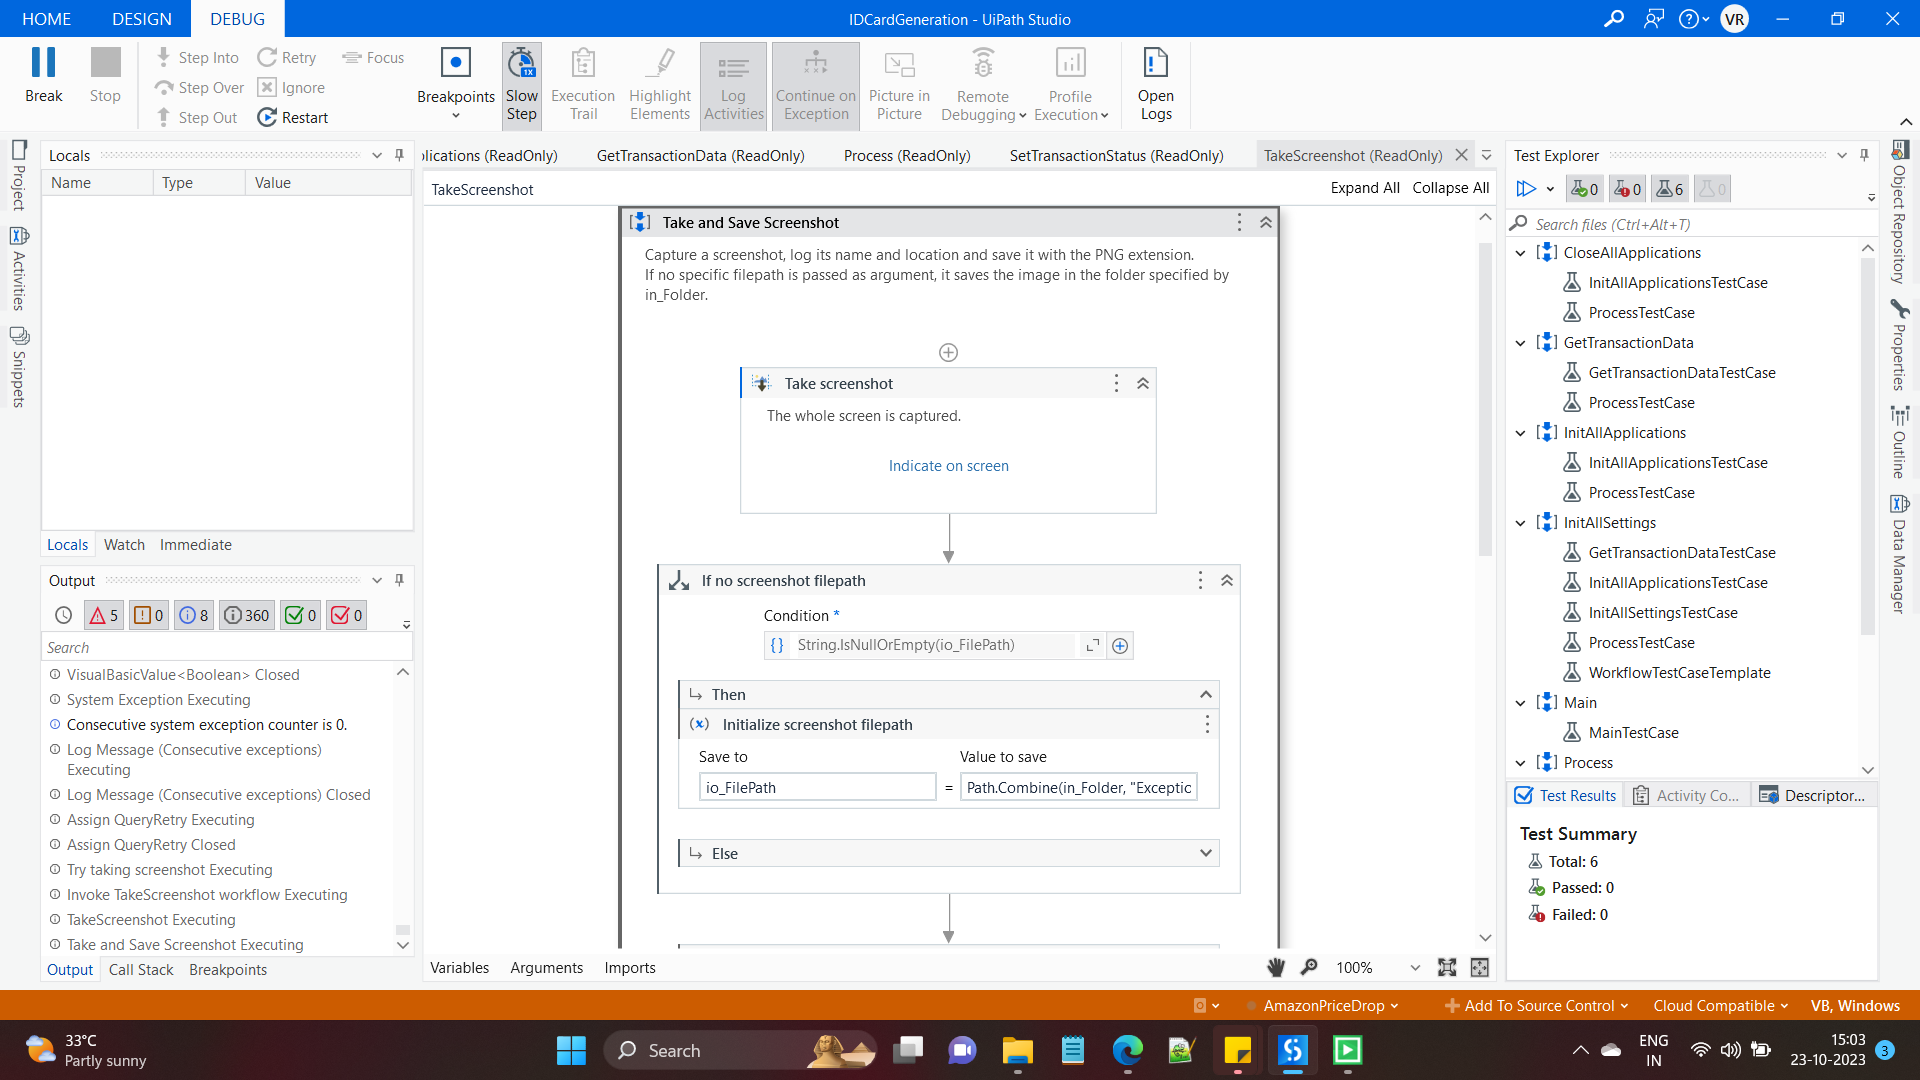 HOME
DESIGN
DEBUG
IDCardGeneration - UiPath Studio
VR
Break
Stop
Step Into
Step Over
Step Out
Retry
Ignore
Restart
Focus
Breakpoints
1X
Slow
Step
Execution
Trail
Highlight
Elements
Log
Activities
Continue on
Exception
Picture in
Picture
Remote
Debugging
Profile
Execution
Open
Logs
Project
Activities
Snippets
Locals
Name
Type
Value
Locals
Watch
Immediate
Output
5
0
8
360
0
0
Search
VisualBasicValue<Boolean> Closed
System Exception Executing
Consecutive system exception counter is 0.
Log Message (Consecutive exceptions)
Executing
Log Message (Consecutive exceptions) Closed
Assign QueryRetry Executing
Assign QueryRetry Closed
Try taking screenshot Executing
Invoke TakeScreenshot workflow Executing
TakeScreenshot Executing
Take and Save Screenshot Executing
Output
Call Stack
Breakpoints
lications (ReadOnly)
GetTransactionData (ReadOnly)
Process (ReadOnly)
SetTransactionStatus (ReadOnly)
TakeScreenshot (ReadOnly)
TakeScreenshot
Expand All
Collapse All
Take and Save Screenshot
Capture a screenshot, log its name and location and save it with the PNG extension.
If no specific filepath is passed as argument, it saves the image in the folder specified by
in_Folder.
Take screenshot
The whole screen is captured.
Indicate on screen
If no screenshot filepath
Condition *
{} String.IsNullOrEmpty(io_FilePath)
Then
(x) Initialize screenshot filepath
Save to
Value to save
io_FilePath
=
Path.Combine(in_Folder, "Exceptio
Else
Variables
Arguments
Imports
100%
Test Explorer
0
0
6
0
Search files (Ctrl+Alt+T)
CloseAllApplications
InitAllApplicationsTestCase
ProcessTestCase
GetTransactionData
GetTransactionDataTestCase
ProcessTestCase
InitAllApplications
InitAllApplicationsTestCase
ProcessTestCase
InitAllSettings
GetTransactionDataTestCase
InitAllApplicationsTestCase
InitAllSettingsTestCase
ProcessTestCase
WorkflowTestCaseTemplate
Main
MainTestCase
Process
Test Results
Activity Co...
Descriptor...
Test Summary
Total: 6
Passed: 0
Failed: 0
Object Repository
Properties
Outline
Data Manager
AmazonPriceDrop
Add To Source Control
Cloud Compatible
VB, Windows
33°C
Partly sunny
Search
ENG
IN
15:03
23-10-2023
3